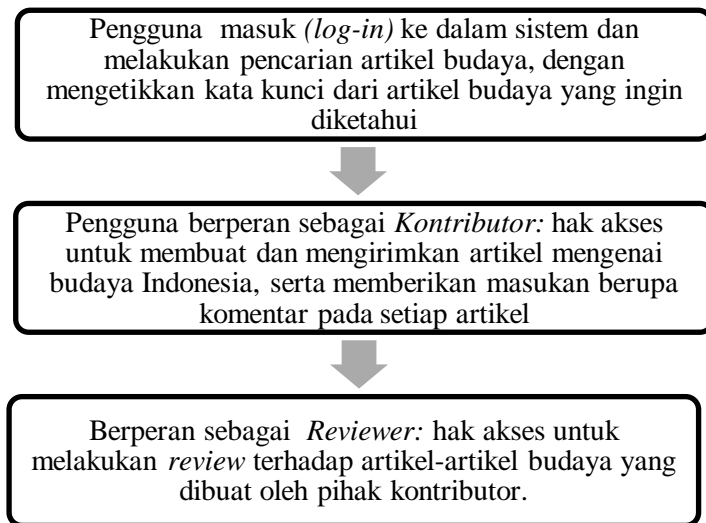 Pengguna masuk (log-in) ke dalam sistem dan
melakukan pencarian artikel budaya, dengan
mengetikkan kata kunci dari artikel budaya yang ingin
diketahui
Pengguna berperan sebagai Kontributor: hak akses
untuk membuat dan mengirimkan artikel mengenai
budaya Indonesia, serta memberikan masukan berupa
komentar pada setiap artikel
Berperan sebagai Reviewer: hak akses untuk
melakukan review terhadap artikel-artikel budaya yang
dibuat oleh pihak kontributor.